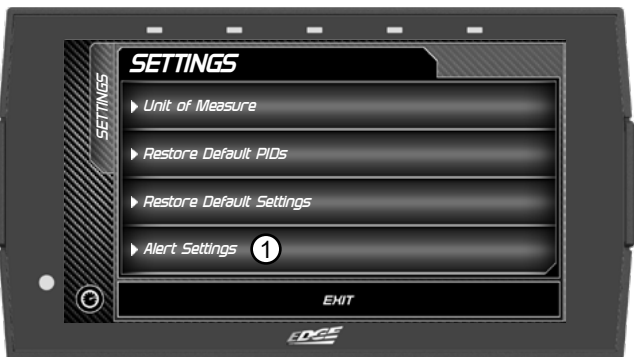 SETTINGS
SETTINGS
Unit of Measure
Restore Default PIDs
Restore Default Settings
Alert Settings 1
EXIT
EDGE